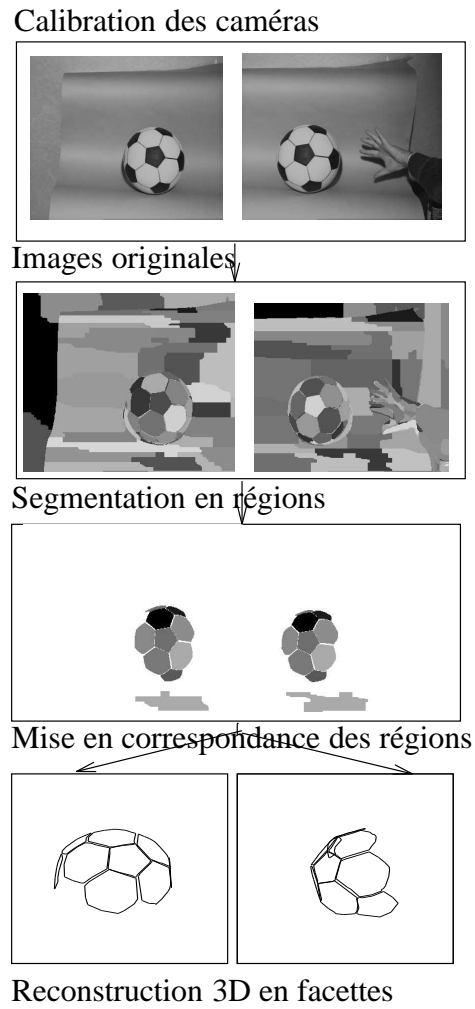 Calibration des caméras
Images originales
Segmentation en régions
Mise en correspondance des régions
Reconstruction 3D en facettes